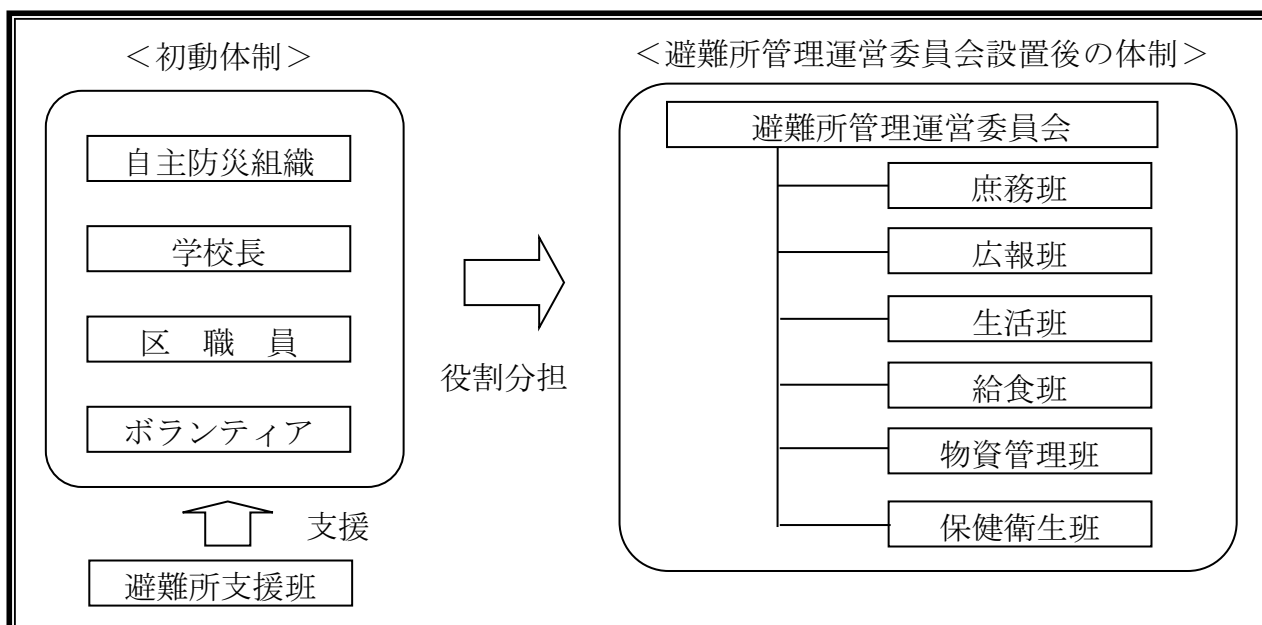 ＜初動体制＞
自主防災組織
学校長
区　職　員
ボランティア
支援
避難所支援班
役割分担
＜避難所管理運営委員会設置後の体制＞
避難所管理運営委員会
庶務班
広報班
生活班
給食班
物資管理班
保健衛生班